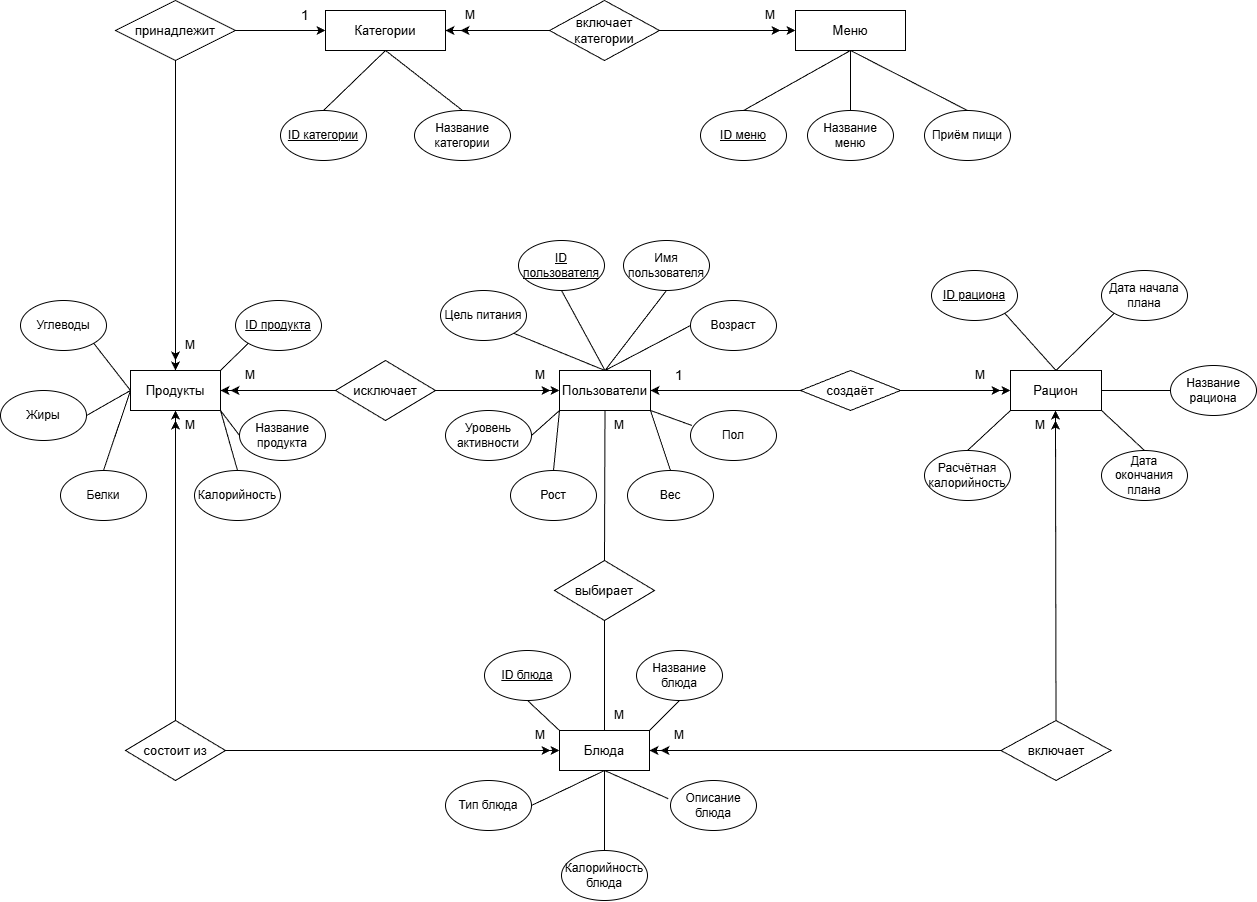 принадлежит
1
Категории
М
включает
категории
М
Меню
ID категории
Название
категории
ID меню
Название
меню
Приём пищи
ID
пользователя
Имя
пользователя
Цель питания
Возраст
ID рациона
Дата начала
плана
Углеводы
ID продукта
М
Продукты
М
исключает
М
Пользователи
1
создаёт
М
Рацион
Название
рациона
Жиры
М
Название
продукта
Уровень
активности
М
Пол
М
Расчётная
калорийность
Дата
окончания
плана
Белки
Калорийность
Рост
Вес
выбирает
ID блюда
Название
блюда
М
состоит из
М
Блюда
М
включает
Тип блюда
Описание
блюда
Калорийность
блюда